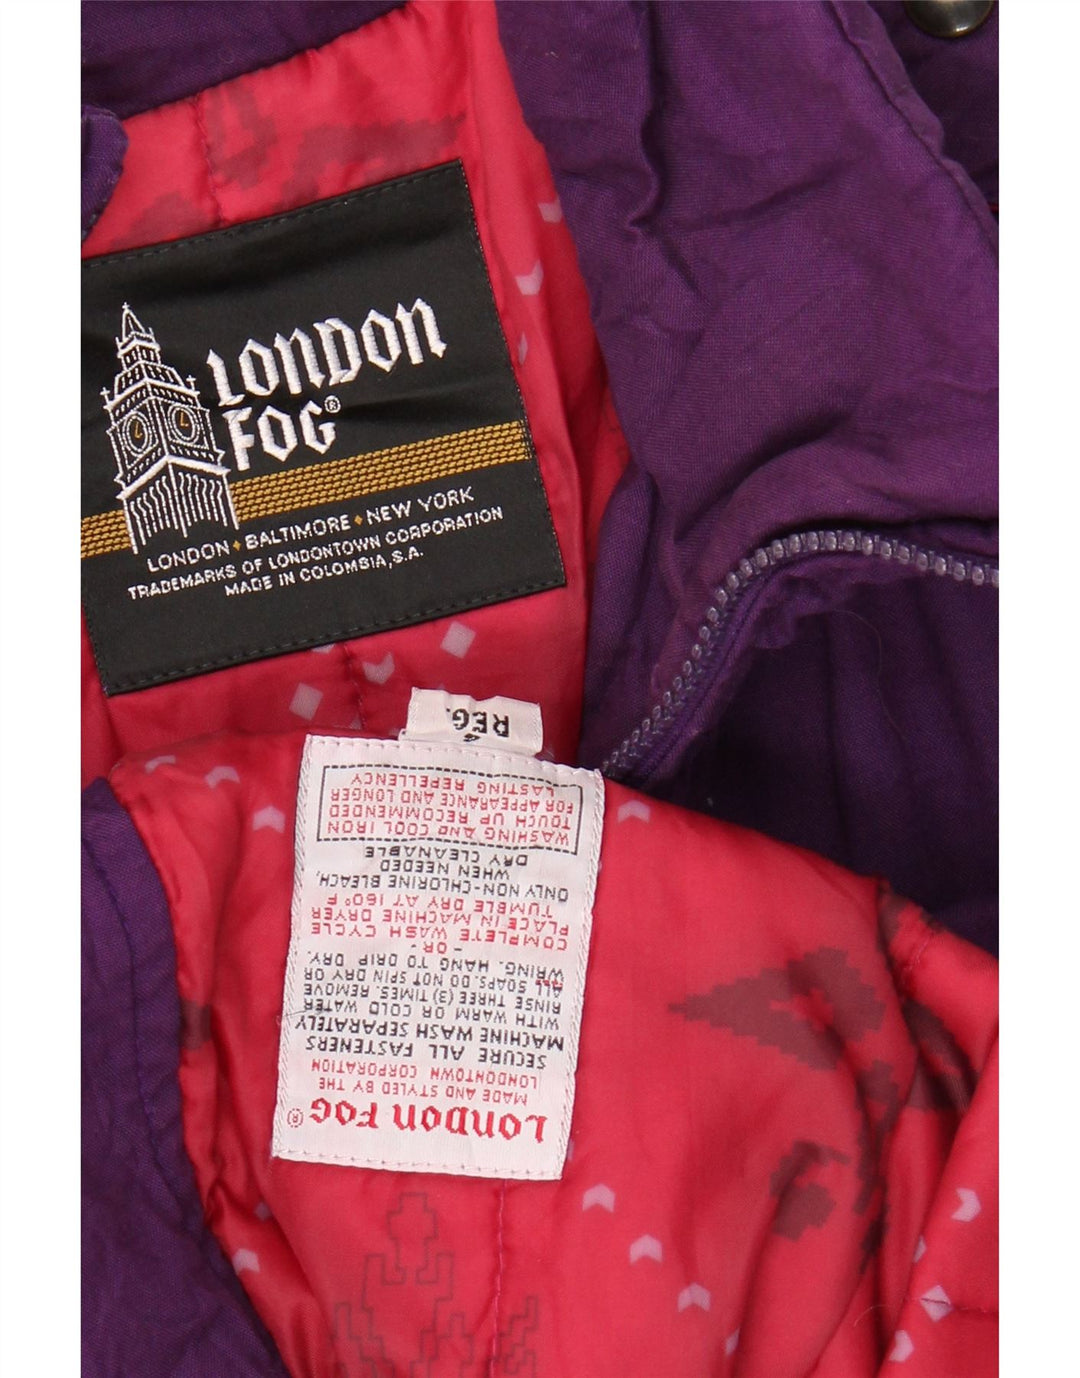 LONDON
FOG®
LONDON • BALTIMORE • NEW YORK
TRADEMARKS OF LONDONTOWN CORPORATION
MADE IN COLOMBIA, S.A.
4
REG.
LONDON FOG®
MADE AND STYLED BY THE
LONDONTOWN CORPORATION
SECURE ALL FASTENERS
MACHINE WASH SEPARATELY
WITH WARM OR COLD WATER
RINSE THREE (3) TIMES. REMOVE
ALL SOAPS. DO NOT SPIN DRY OR
WRING. HANG TO DRIP DRY.
- OR -
COMPLETE WASH CYCLE
PLACE IN MACHINE DRYER
TUMBLE DRY AT 160° F
ONLY NON-CHLORINE BLEACH,
WHEN NEEDED
DRY CLEANABLE
WASHING AND COOL IRON
TOUCH UP RECOMMENDED
FOR APPEARANCE AND LONGER
LASTING REPELLENCY